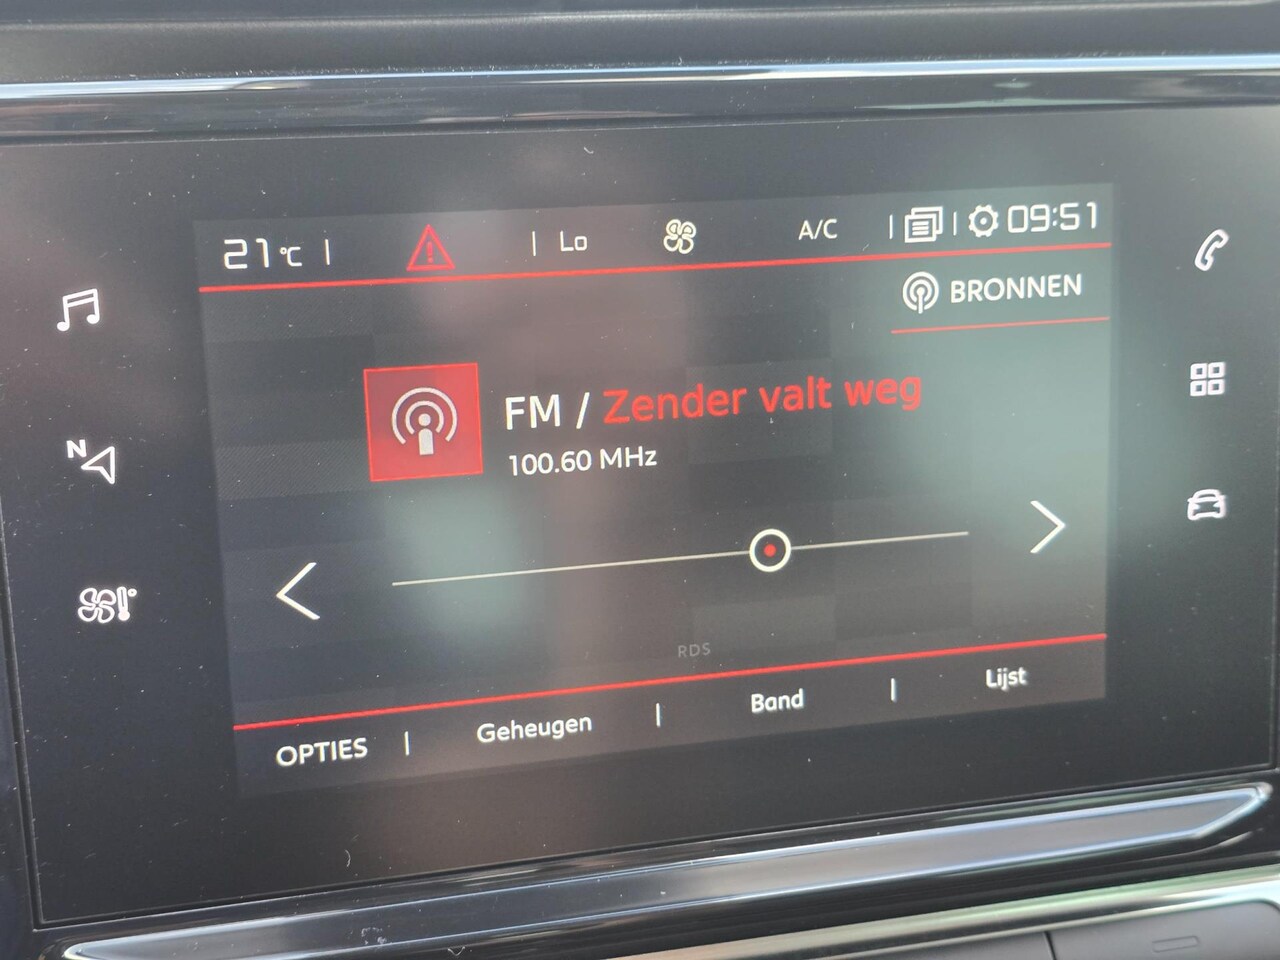 21 °C | | Lo A/C | | 09:51
BRONNEN
FM / Zender valt weg
100.60 MHz
N
RDS
OPTIES | Geheugen | Band | Lijst